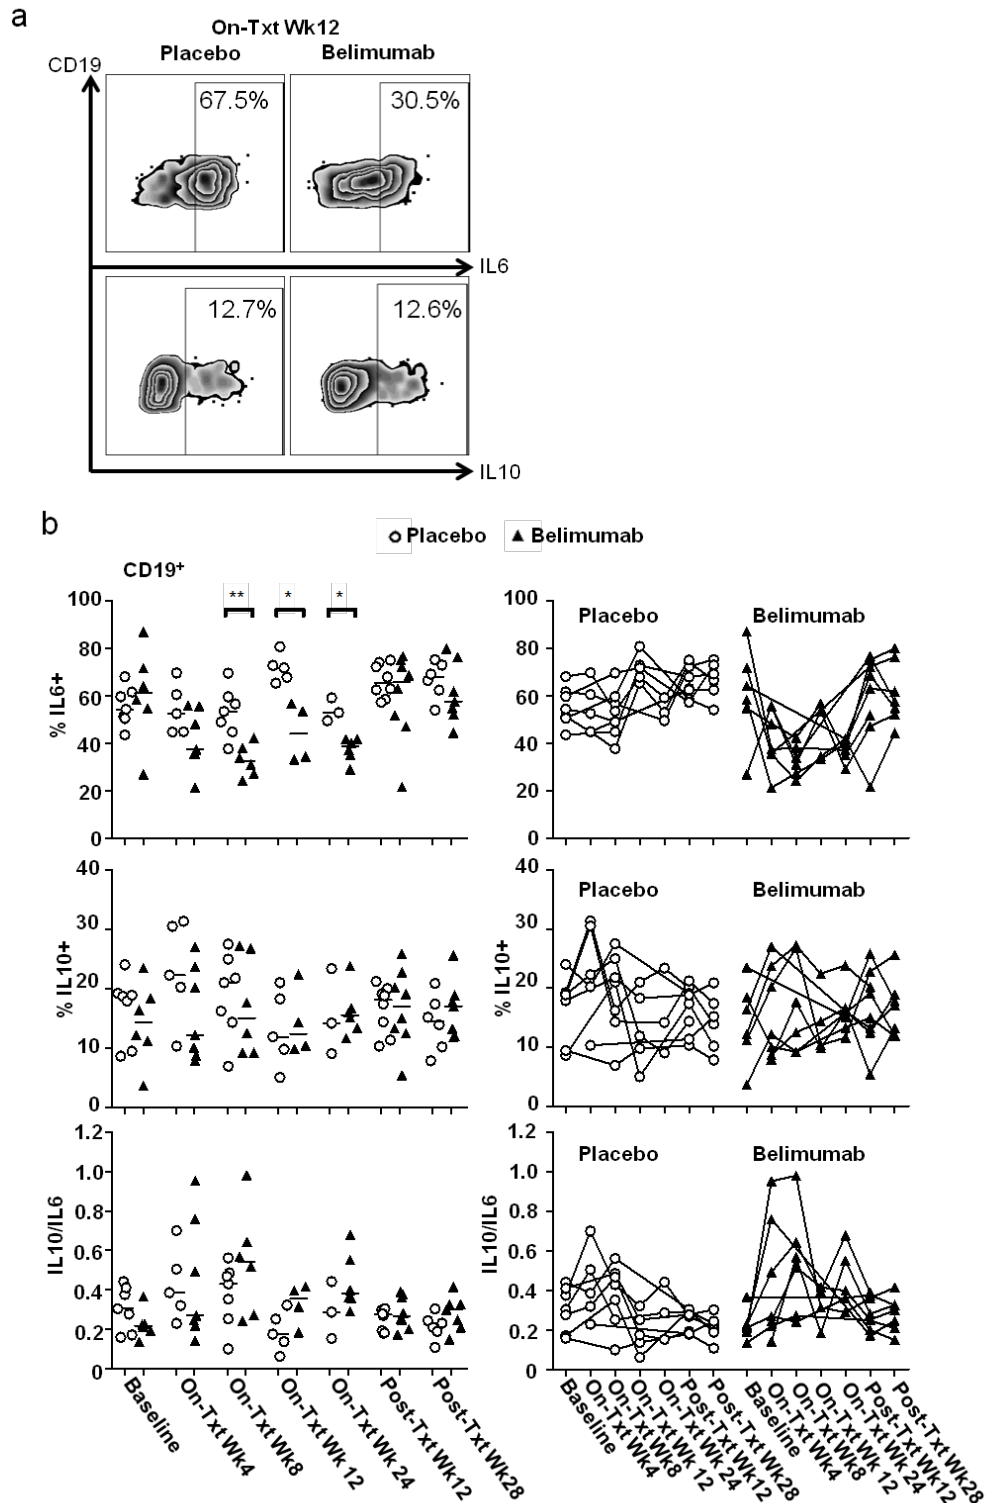 a
On-Txt Wk12
Placebo Belimumab
CD19
67.5% 30.5%
IL6
12.7% 12.6%
IL10
b
Placebo Belimumab
CD19+
** * *
100 100
Placebo Belimumab
80 80
60 60
% IL6+
40 40
20 20
0 0
40 40
Placebo Belimumab
30 30
% IL10+ % IL10+
20 20
10 10
0 0
1.2 1.2
Placebo Belimumab
1.0 1.0
0.8 0.8
IL10/IL6 IL10/IL6
0.6 0.6
0.4 0.4
0.2 0.2
0 0
Baseline
On-Txt Wk4
On-Txt Wk8
On-Txt Wk 12
On-Txt Wk 24
Post-Txt Wk12
Post-Txt Wk28
Baseline
On-Txt Wk4
On-Txt Wk8
On-Txt Wk 12
On-Txt Wk 24
Post-Txt Wk12
Post-Txt Wk28
Baseline
On-Txt Wk4
On-Txt Wk8
On-Txt Wk 12
On-Txt Wk 24
Post-Txt Wk12
Post-Txt Wk28